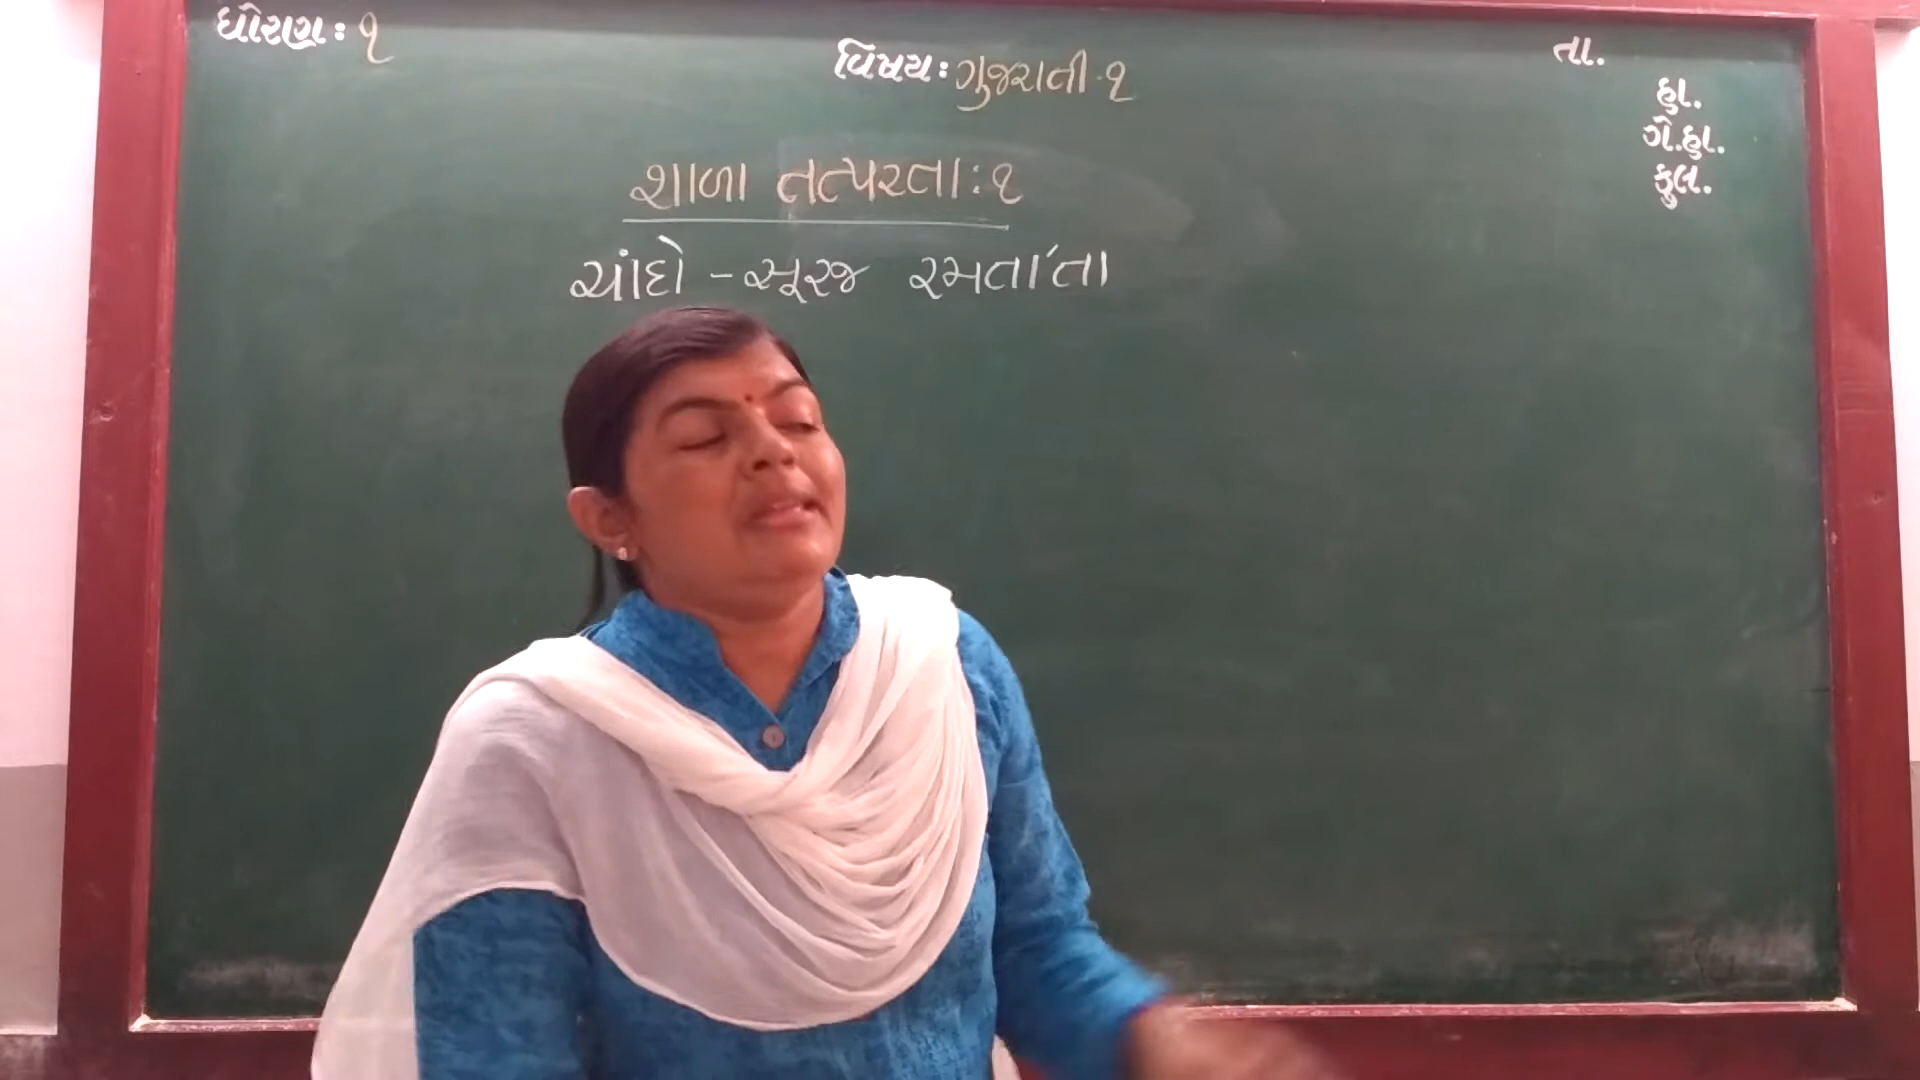 ધોરણ: ૧
વિષય: ગુજરાતી-૧
તા.
હા.
ગે.હા.
કુલ.
શાળા તત્પરતા: ૧
ચાંદો - સૂરજ રમતા'તા